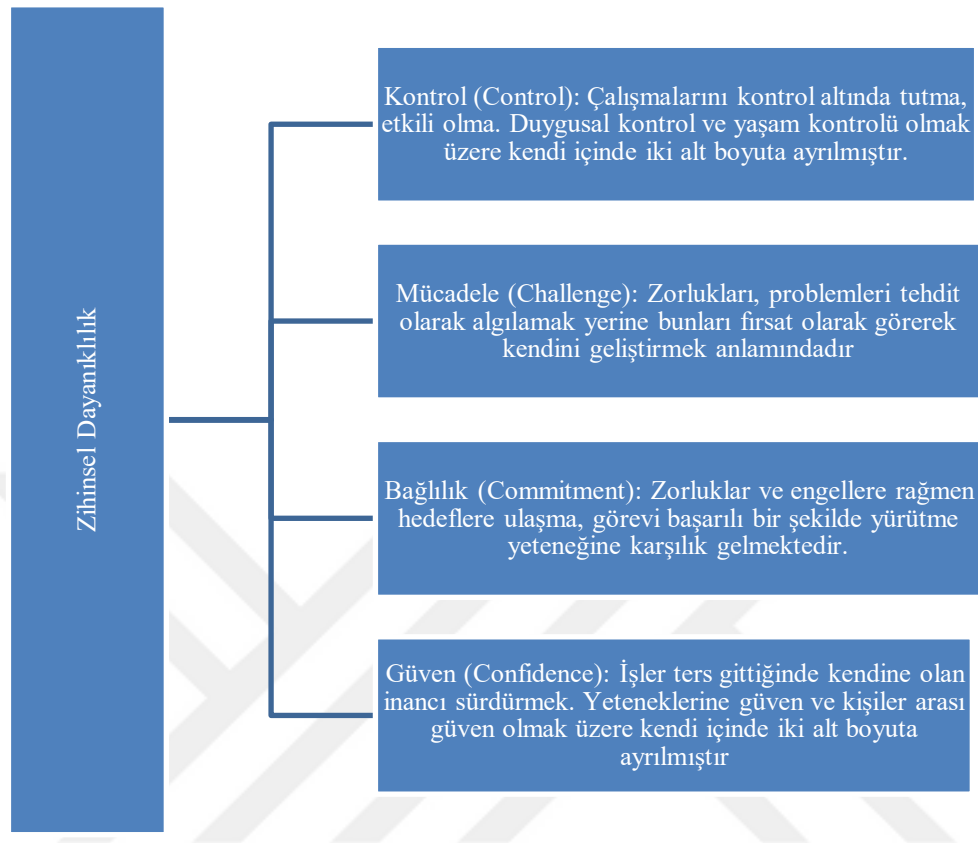 Zihinsel Dayanıklılık
Kontrol (Control): Çalışmalarını kontrol altında tutma,
etkili olma. Duygusal kontrol ve yaşam kontrolü olmak
üzere kendi içinde iki alt boyuta ayrılmıştır.
Mücadele (Challenge): Zorlukları, problemleri tehdit
olarak algılamak yerine bunları fırsat olarak görerek
kendini geliştirmek anlamındadır
Bağlılık (Commitment): Zorluklar ve engellere rağmen
hedeflere ulaşma, görevi başarılı bir şekilde yürütme
yeteneğine karşılık gelmektedir.
Güven (Confidence): İşler ters gittiğinde kendine olan
inancı sürdürmek. Yeteneklerine güven ve kişiler arası
güven olmak üzere kendi içinde iki alt boyuta
ayrılmıştır